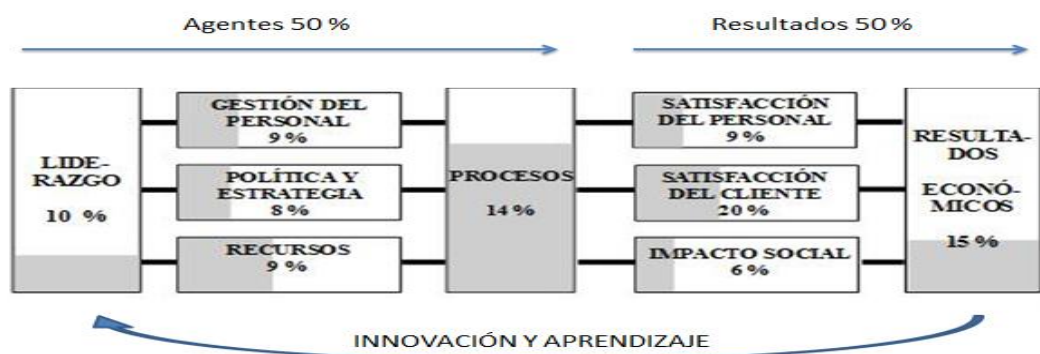 Agentes 50 %
Resultados 50 %
LIDE-
RAZGO
10 %
GESTIÓN DEL
PERSONAL
9 %
POLÍTICA Y
ESTRATEGIA
8 %
RECURSOS
9 %
PROCESOS
14 %
SATISFACCIÓN
DEL PERSONAL
9 %
SATISFACCIÓN
DEL CLIENTE
20 %
IMPACTO SOCIAL
6 %
RESULTA-
DOS
ECONÓ-
MICOS
15 %
INNOVACIÓN Y APRENDIZAJE